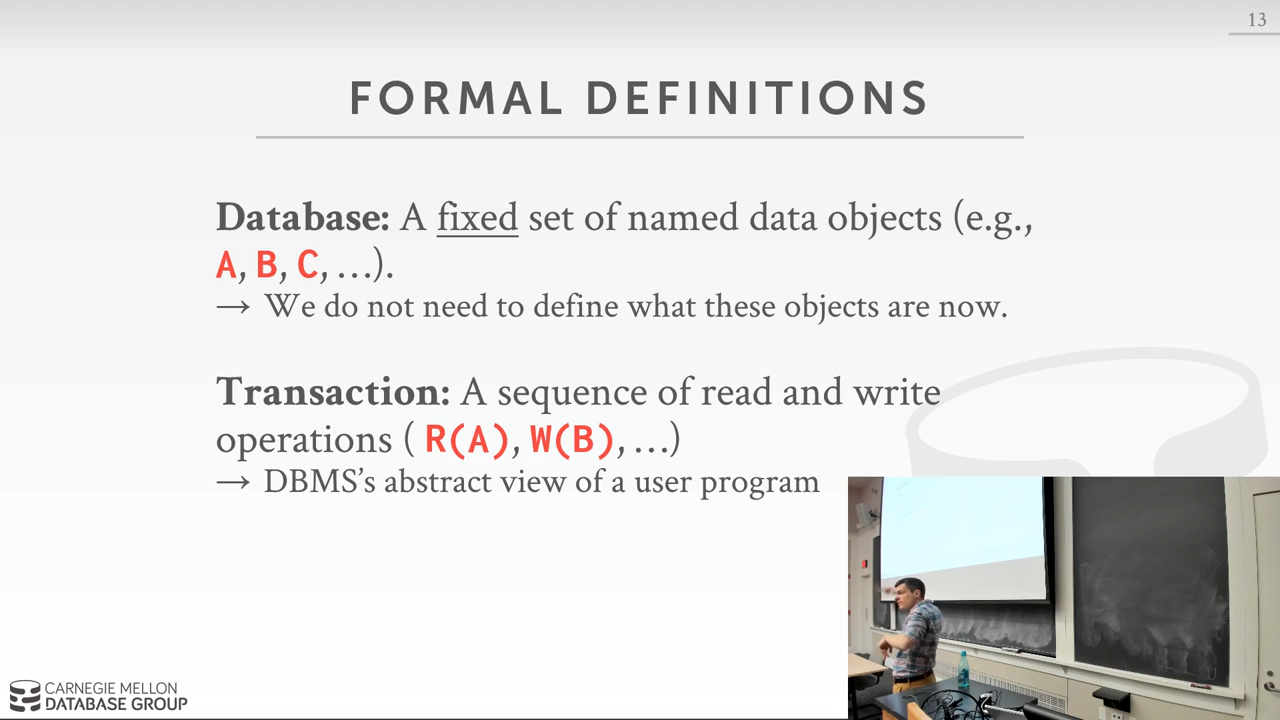 13
FORMAL DEFINITIONS
Database: A fixed set of named data objects (e.g.,
A, B, C, …).
→ We do not need to define what these objects are now.
Transaction: A sequence of read and write
operations ( R(A), W(B), …)
→ DBMS’s abstract view of a user program
CARNEGIE MELLON
DATABASE GROUP